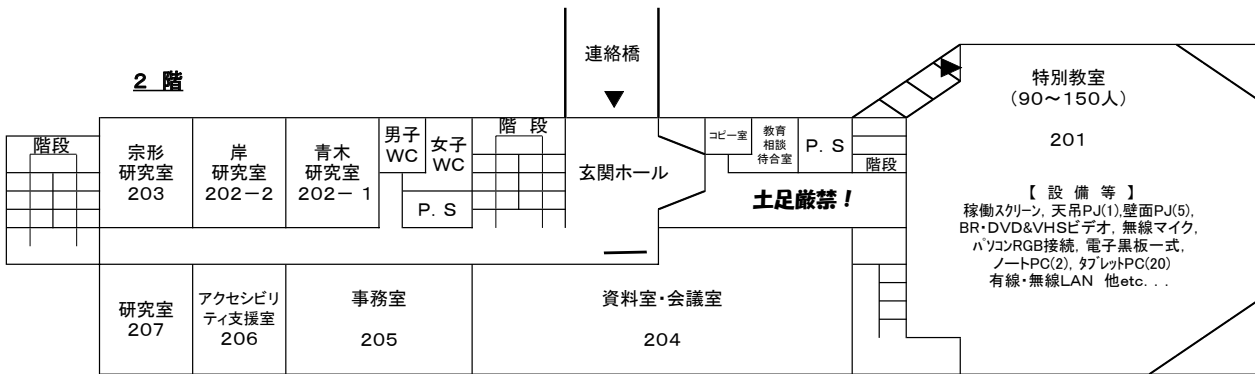 ２ 階
連絡橋
階段
宗形
研究室
203
岸
研究室
202－2
青木
研究室
202－1
男子
WC
女子
WC
P. S
階 段
玄関ホール
コピー室
教育
相談
待合室
P. S
階段
土足厳禁！
特別教室
（90～150人）
201
【 設 備 等 】
稼働スクリーン, 天吊PJ(1),壁面PJ(5),
BR・DVD&VHSビデオ, 無線マイク,
パソコンRGB接続, 電子黒板一式,
ノートPC(2), タブレットPC(20)
有線・無線LAN 他etc. . .
研究室
207
アクセシビリ
ティ支援室
206
事務室
205
資料室・会議室
204